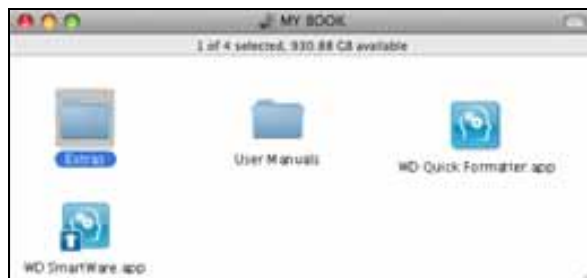 MY BOOK
1 of 4 selected, 930.88 GB available
Extras
User Manuals
WD Quick Formatter.app
WD SmartWare.app